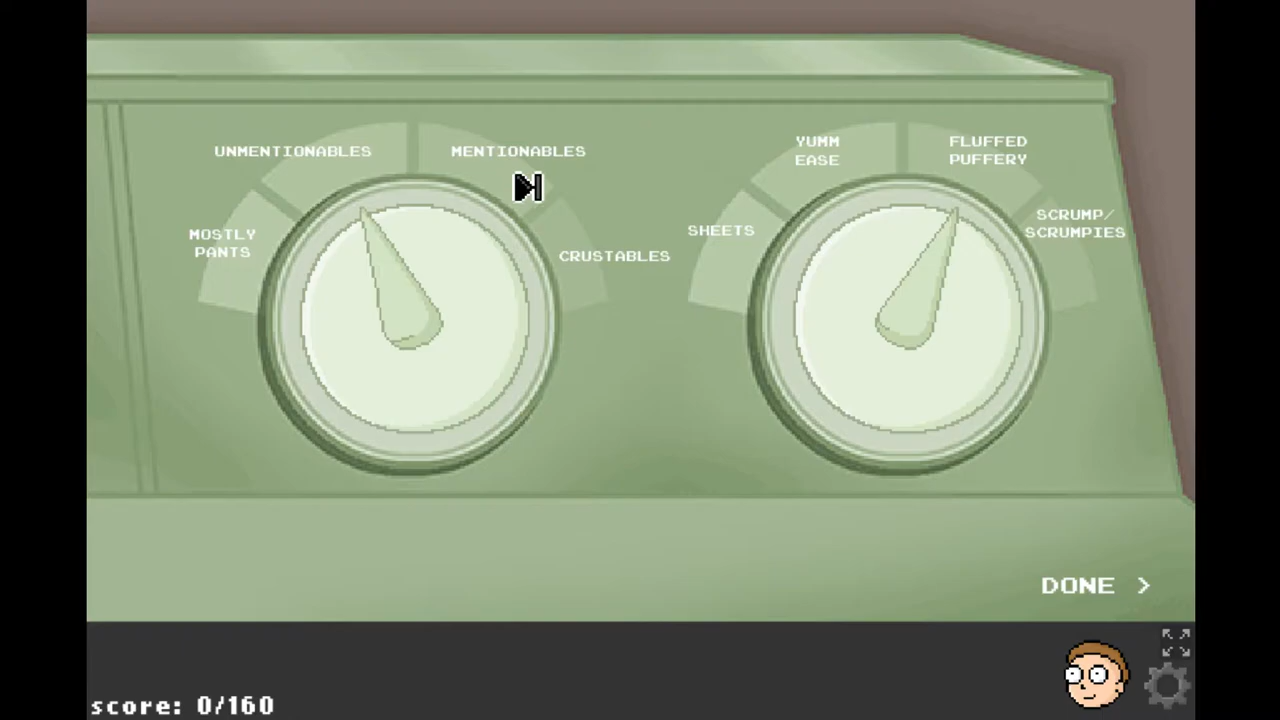 UNMENTIONABLES
MENTIONABLES
MOSTLY
PANTS
CRUSTABLES
YUMM
EASE
FLUFFED
PUFFERY
SHEETS
SCRUMP/
SCRUMPIES
DONE >
score: 0/160